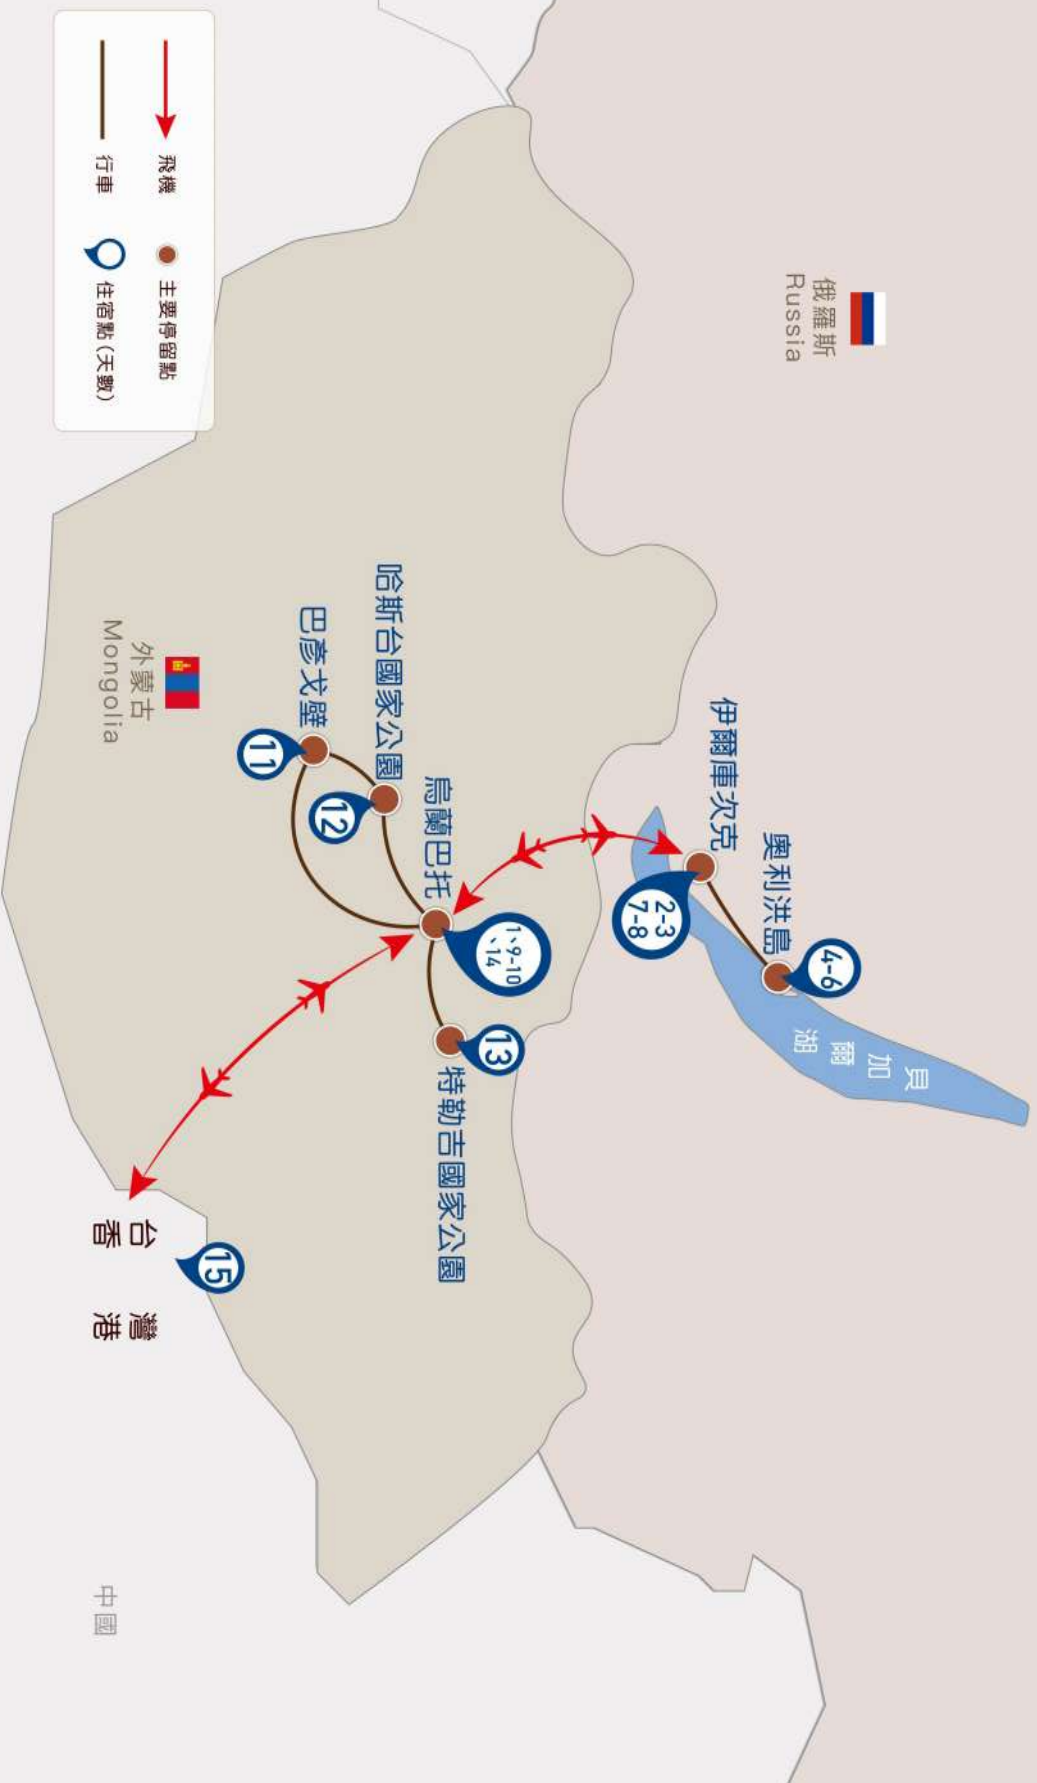 俄羅斯
Russia
貝加爾湖
奧利洪島
4-6
伊爾庫次克
2-3
7-8
烏蘭巴托
1、9-10
、14
13
特勒吉國家公園
哈斯台國家公園
12
巴彥戈壁
11
外蒙古
Mongolia
15
台灣
香港
中國
飛機
主要停留點
行車
住宿點(天數)